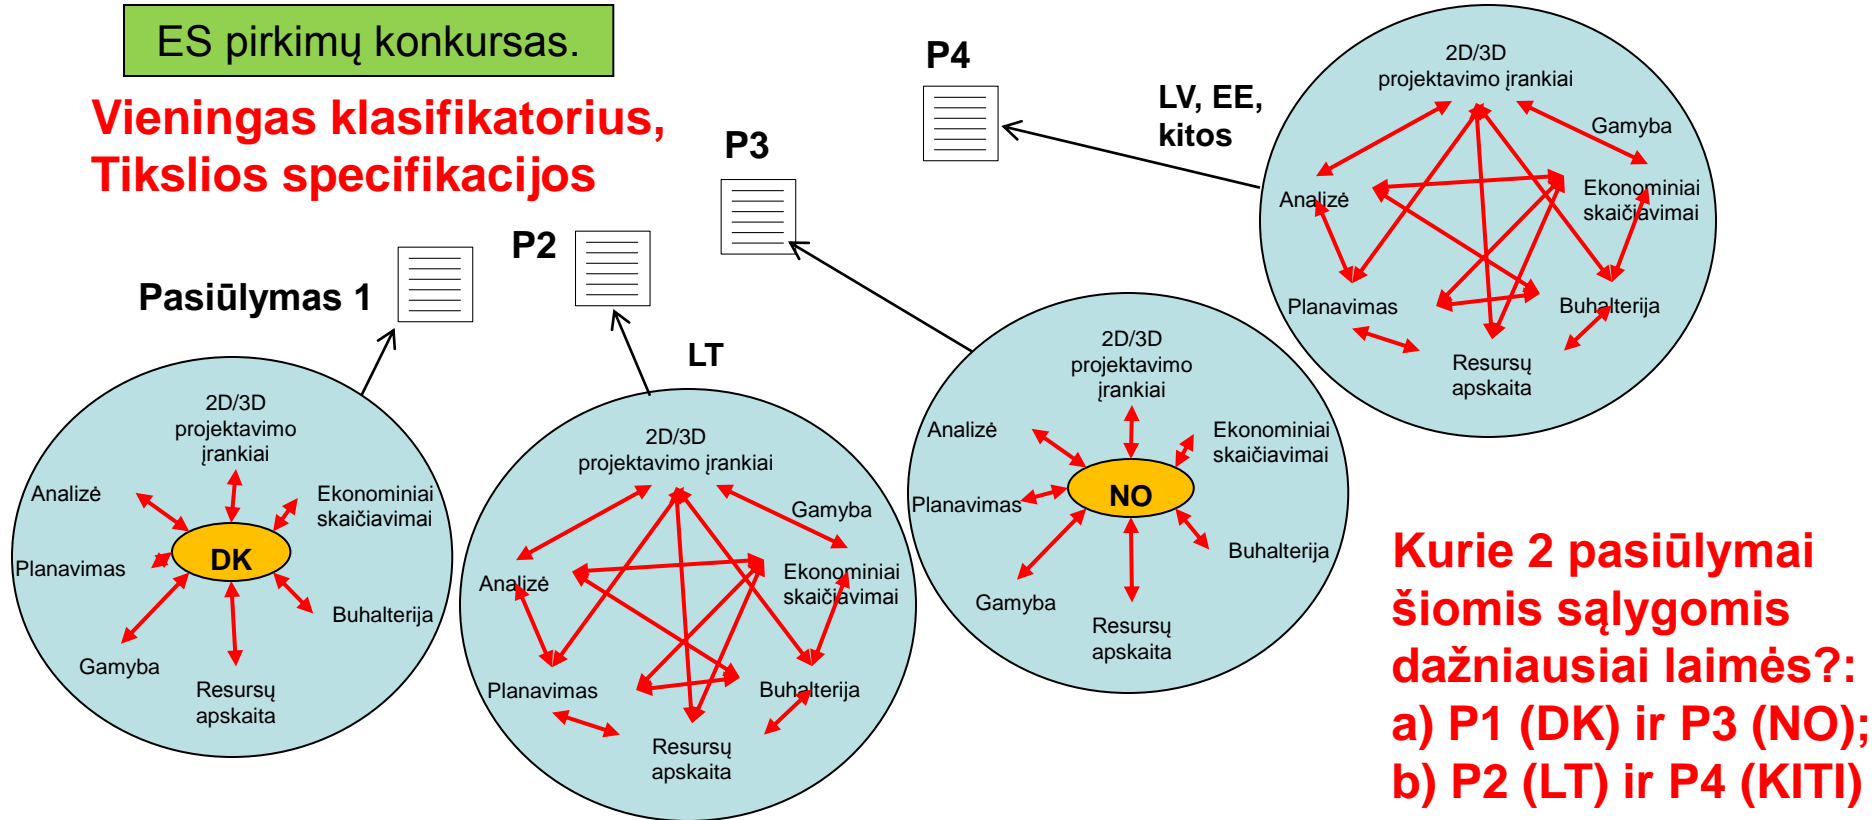 ES pirkimų konkursas.
Vieningas klasifikatorius,
Tikslios specifikacijos
Pasiūlymas 1
P2
P3
P4
LV, EE,
kitos
LT
2D/3D
projektavimo
įrankiai
Analizė
Ekonominiai
skaičiavimai
DK
Planavimas
Buhalterija
Gamyba
Resursų
apskaita
2D/3D
projektavimo įrankiai
Gamyba
Analizė
Ekonominiai
skaičiavimai
Planavimas
Buhalterija
Resursų
apskaita
2D/3D
projektavimo
įrankiai
Analizė
Ekonominiai
skaičiavimai
NO
Planavimas
Buhalterija
Gamyba
Resursų
apskaita
2D/3D
projektavimo įrankiai
Gamyba
Analizė
Ekonominiai
skaičiavimai
Planavimas
Buhalterija
Resursų
apskaita
Kurie 2 pasiūlymai
šiomis sąlygomis
dažniausiai laimės?:
a) P1 (DK) ir P3 (NO);
b) P2 (LT) ir P4 (KITI)